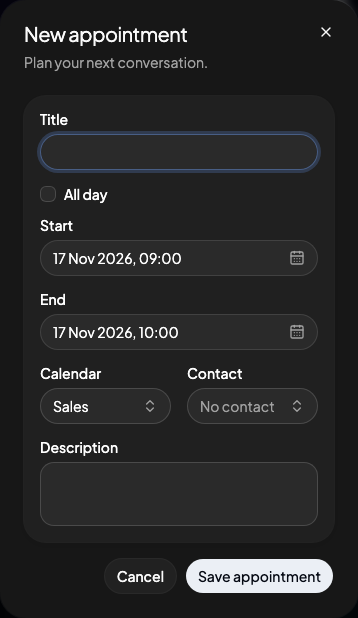 New appointment
Plan your next conversation.
Title
All day
Start
17 Nov 2026, 09:00
End
17 Nov 2026, 10:00
Calendar Contact
Sales No contact
Description
Cancel Save appointment